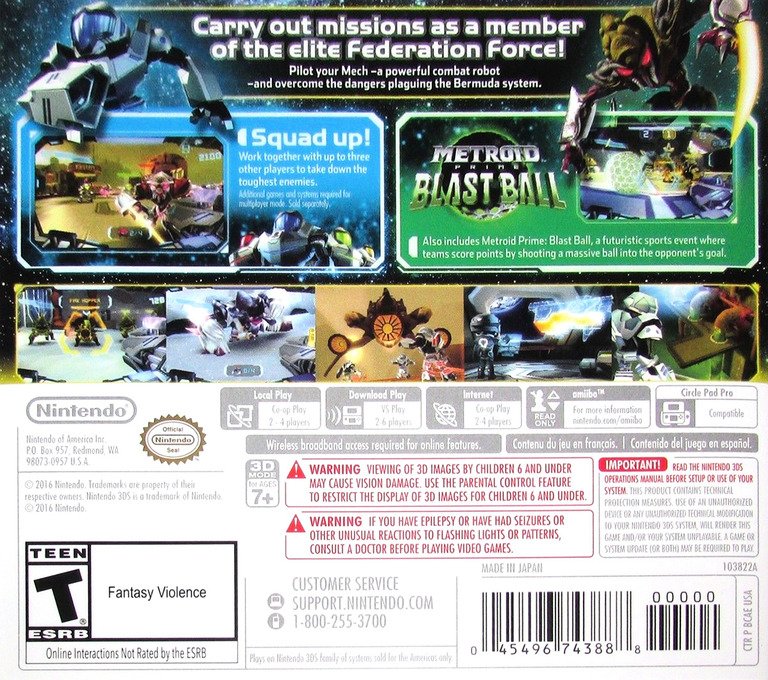 Carry out missions as a member
of the elite Federation Force!
Pilot your Mech –a powerful combat robot
–and overcome the dangers plaguing the Bermuda system.
Squad up!
Work together with up to three
other players to take down the
toughest enemies.
Additional games and systems required for
multiplayer mode. Sold separately.
2100
METROID
PRIME
BLAST BALL
2 1
Also includes Metroid Prime: Blast Ball, a futuristic sports event where
teams score points by shooting a massive ball into the opponent's goal.
FIRE HOPPER
Nintendo
Nintendo of America Inc.
P.O. Box 957, Redmond, WA
98073-0957 U.S.A.
Official
Nintendo
Seal
Local Play
Co-op Play
2 - 4 players
Download Play
VS Play
2-6 players
Internet
Co-op Play
2-4 players
READ
ONLY
amiibo™
For more information
nintendo.com/amiibo
Circle Pad Pro
Compatible
Wireless broadband access required for online features.
Contenu du jeu en français.
Contenido del juego en español.
© 2016 Nintendo. Trademarks are property of their
respective owners. Nintendo 3DS is a trademark of Nintendo.
© 2016 Nintendo.
3D
MODE
for AGES
7+
WARNING VIEWING OF 3D IMAGES BY CHILDREN 6 AND UNDER
MAY CAUSE VISION DAMAGE. USE THE PARENTAL CONTROL FEATURE
TO RESTRICT THE DISPLAY OF 3D IMAGES FOR CHILDREN 6 AND UNDER.
WARNING IF YOU HAVE EPILEPSY OR HAVE HAD SEIZURES OR
OTHER UNUSUAL REACTIONS TO FLASHING LIGHTS OR PATTERNS,
CONSULT A DOCTOR BEFORE PLAYING VIDEO GAMES.
IMPORTANT! READ THE NINTENDO 3DS
OPERATIONS MANUAL BEFORE SETUP OR USE OF YOUR
SYSTEM. THIS PRODUCT CONTAINS TECHNICAL
PROTECTION MEASURES. USE OF AN UNAUTHORIZED
DEVICE OR ANY UNAUTHORIZED TECHNICAL MODIFICATION
TO YOUR NINTENDO 3DS SYSTEM, WILL RENDER THIS
GAME AND/OR YOUR SYSTEM UNPLAYABLE. A GAME OR
SYSTEM UPDATE (OR BOTH) MAY BE REQUIRED TO PLAY.
TEEN
T
®
ESRB
Fantasy Violence
Online Interactions Not Rated by the ESRB
CUSTOMER SERVICE
SUPPORT.NINTENDO.COM
1-800-255-3700
Plays on Nintendo 3DS family of systems sold for the Americas only.
MADE IN JAPAN
103822A
0 45496 74388 8
00000
CTR P BCAE USA